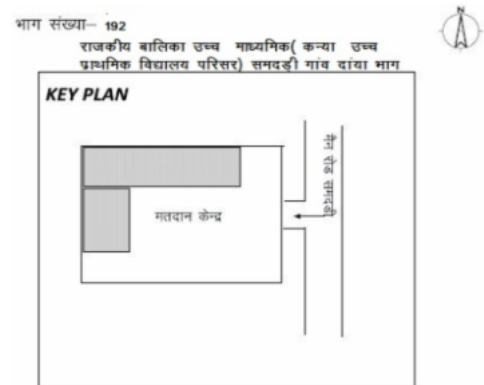 N
भाग संख्या– 192
राजकीय बालिका उच्च माध्यमिक( कन्या उच्च
प्राथमिक विद्यालय परिसर) समदड़ी गांव दांया भाग
KEY PLAN
मैन रोड समदड़ी
मतदान केन्द्र